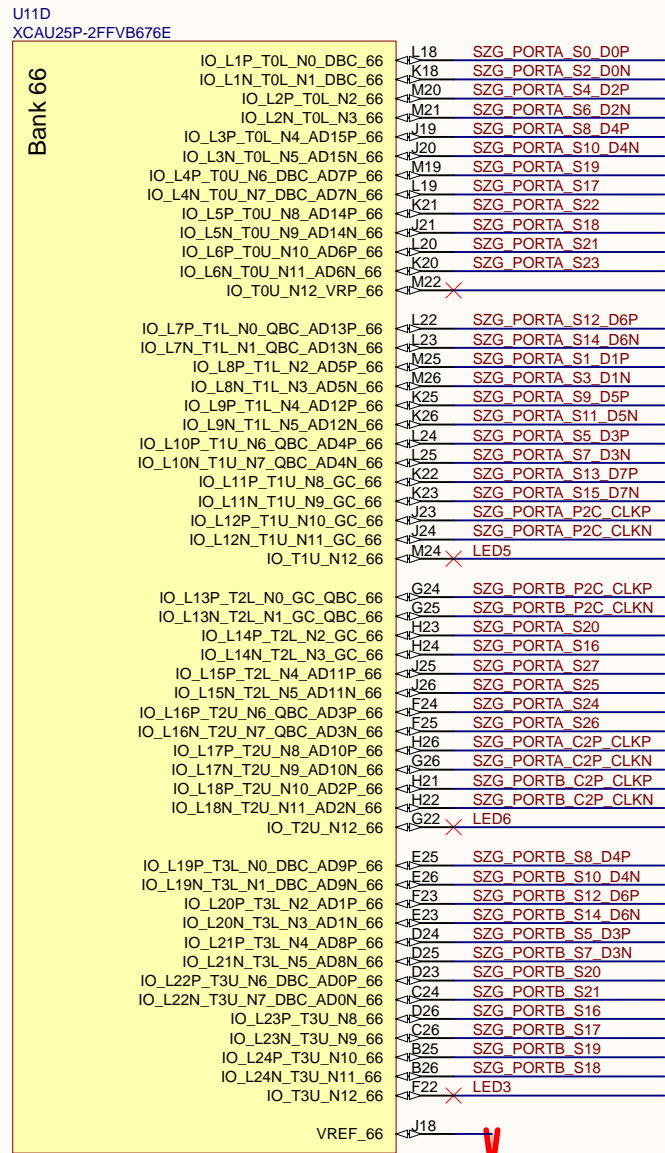 U11D
XCAU25P-2FFVB676E
Bank 66
IO_L1P_T0L_N0_DBC_66 L18 SZG_PORTA_S0_D0P
IO_L1N_T0L_N1_DBC_66 K18 SZG_PORTA_S2_D0N
IO_L2P_T0L_N2_66 M20 SZG_PORTA_S4_D2P
IO_L2N_T0L_N3_66 M21 SZG_PORTA_S6_D2N
IO_L3P_T0L_N4_AD15P_66 J19 SZG_PORTA_S8_D4P
IO_L3N_T0L_N5_AD15N_66 J20 SZG_PORTA_S10_D4N
IO_L4P_T0U_N6_DBC_AD7P_66 M19 SZG_PORTA_S19
IO_L4N_T0U_N7_DBC_AD7N_66 L19 SZG_PORTA_S17
IO_L5P_T0U_N8_AD14P_66 K21 SZG_PORTA_S22
IO_L5N_T0U_N9_AD14N_66 J21 SZG_PORTA_S18
IO_L6P_T0U_N10_AD6P_66 L20 SZG_PORTA_S21
IO_L6N_T0U_N11_AD6N_66 K20 SZG_PORTA_S23
IO_T0U_N12_VRP_66 M22
IO_L7P_T1L_N0_QBC_AD13P_66 L22 SZG_PORTA_S12_D6P
IO_L7N_T1L_N1_QBC_AD13N_66 L23 SZG_PORTA_S14_D6N
IO_L8P_T1L_N2_AD5P_66 M25 SZG_PORTA_S1_D1P
IO_L8N_T1L_N3_AD5N_66 M26 SZG_PORTA_S3_D1N
IO_L9P_T1L_N4_AD12P_66 K25 SZG_PORTA_S9_D5P
IO_L9N_T1L_N5_AD12N_66 K26 SZG_PORTA_S11_D5N
IO_L10P_T1U_N6_QBC_AD4P_66 L24 SZG_PORTA_S5_D3P
IO_L10N_T1U_N7_QBC_AD4N_66 L25 SZG_PORTA_S7_D3N
IO_L11P_T1U_N8_GC_66 K22 SZG_PORTA_S13_D7P
IO_L11N_T1U_N9_GC_66 K23 SZG_PORTA_S15_D7N
IO_L12P_T1U_N10_GC_66 J23 SZG_PORTA_P2C_CLKP
IO_L12N_T1U_N11_GC_66 J24 SZG_PORTA_P2C_CLKN
IO_T1U_N12_66 M24 LED5
IO_L13P_T2L_N0_GC_QBC_66 G24 SZG_PORTB_P2C_CLKP
IO_L13N_T2L_N1_GC_QBC_66 G25 SZG_PORTB_P2C_CLKN
IO_L14P_T2L_N2_GC_66 H23 SZG_PORTA_S20
IO_L14N_T2L_N3_GC_66 H24 SZG_PORTA_S16
IO_L15P_T2L_N4_AD11P_66 J25 SZG_PORTA_S27
IO_L15N_T2L_N5_AD11N_66 J26 SZG_PORTA_S25
IO_L16P_T2U_N6_QBC_AD3P_66 F24 SZG_PORTA_S24
IO_L16N_T2U_N7_QBC_AD3N_66 F25 SZG_PORTA_S26
IO_L17P_T2U_N8_AD10P_66 H26 SZG_PORTA_C2P_CLKP
IO_L17N_T2U_N9_AD10N_66 G26 SZG_PORTA_C2P_CLKN
IO_L18P_T2U_N10_AD2P_66 H21 SZG_PORTB_C2P_CLKP
IO_L18N_T2U_N11_AD2N_66 H22 SZG_PORTB_C2P_CLKN
IO_T2U_N12_66 G22 LED6
IO_L19P_T3L_N0_DBC_AD9P_66 E25 SZG_PORTB_S8_D4P
IO_L19N_T3L_N1_DBC_AD9N_66 E26 SZG_PORTB_S10_D4N
IO_L20P_T3L_N2_AD1P_66 F23 SZG_PORTB_S12_D6P
IO_L20N_T3L_N3_AD1N_66 E23 SZG_PORTB_S14_D6N
IO_L21P_T3L_N4_AD8P_66 D24 SZG_PORTB_S5_D3P
IO_L21N_T3L_N5_AD8N_66 D25 SZG_PORTB_S7_D3N
IO_L22P_T3U_N6_DBC_AD0P_66 D23 SZG_PORTB_S20
IO_L22N_T3U_N7_DBC_AD0N_66 C24 SZG_PORTB_S21
IO_L23P_T3U_N8_66 D26 SZG_PORTB_S16
IO_L23N_T3U_N9_66 C26 SZG_PORTB_S17
IO_L24P_T3U_N10_66 B25 SZG_PORTB_S19
IO_L24N_T3U_N11_66 B26 SZG_PORTB_S18
IO_T3U_N12_66 F22 LED3
VREF_66 J18